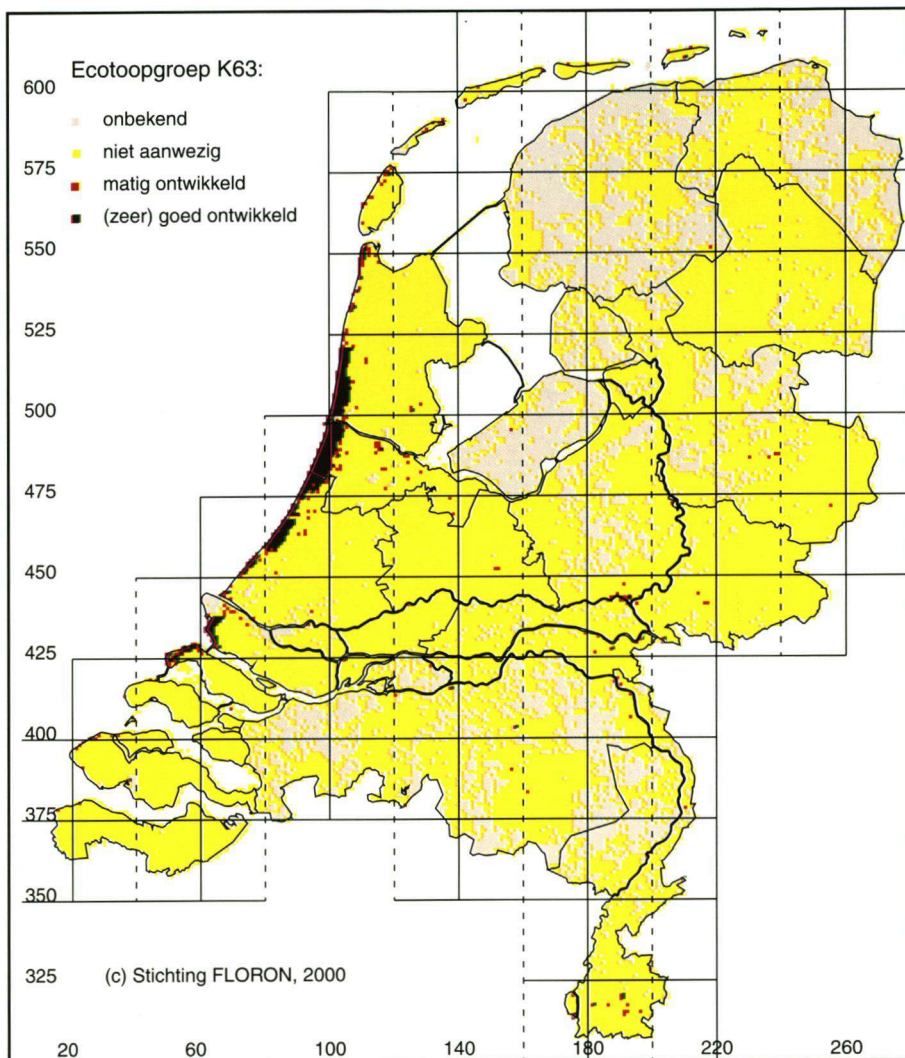 Ecotoopgroep K63:
onbekend
niet aanwezig
matig ontwikkeld
(zeer) goed ontwikkeld
600
575
550
525
500
475
450
425
400
375
350
325
(c) Stichting FLORON, 2000
20 60 100 140 180 220 260